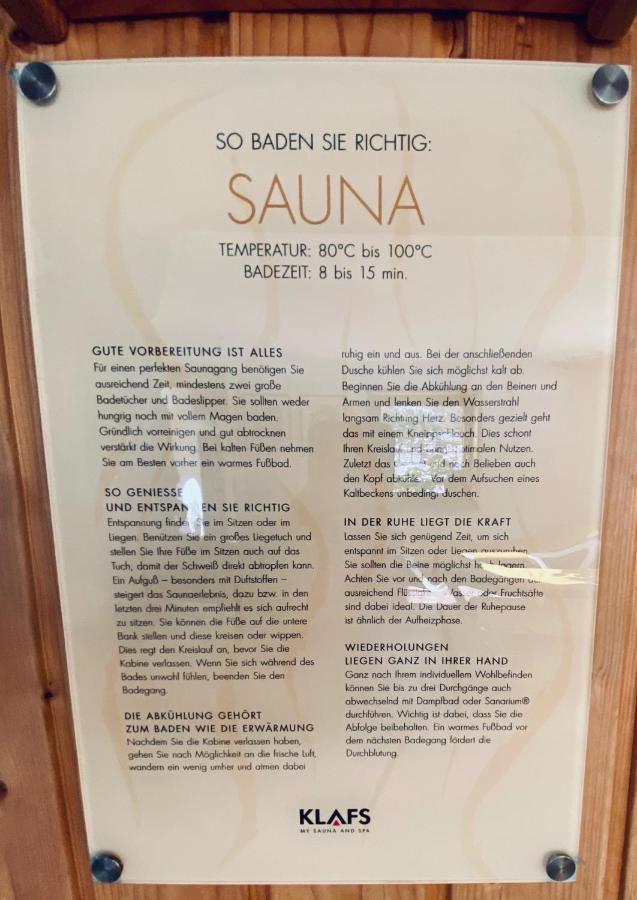 SO BADEN SIE RICHTIG:
SAUNA
TEMPERATUR: 80°C bis 100°C
BADEZEIT: 8 bis 15 min.
GUTE VORBEREITUNG IST ALLES
Für einen perfekten Saunagang benötigen Sie
ausreichend Zeit, mindestens zwei große
Badetücher und Badeslipper. Sie sollten weder
hungrig noch mit vollem Magen baden.
Gründlich vorreinigen und gut abtrocknen
verstärkt die Wirkung. Bei kalten Füßen nehmen
Sie am Besten vorher ein warmes Fußbad.
SO GENIESSE
UND ENTSPANNEN SIE RICHTIG
Entspannung finden Sie im Sitzen oder im
Liegen. Benützen Sie ein großes Liegetuch und
stellen Sie Ihre Füße im Sitzen auch auf das
Tuch, damit der Schweiß direkt abtropfen kann.
Ein Aufguß – besonders mit Duftstoffen –
steigert das Saunaerlebnis, dazu bzw. in den
letzten drei Minuten empfiehlt es sich aufrecht
zu sitzen. Sie können die Füße auf die untere
Bank stellen und diese kreisen oder wippen.
Dies regt den Kreislauf an, bevor Sie die
Kabine verlassen. Wenn Sie sich während des
Bades unwohl fühlen, beenden Sie den
Badegang.
DIE ABKÜHLUNG GEHÖRT
ZUM BADEN WIE DIE ERWÄRMUNG
Nachdem Sie die Kabine verlassen haben,
gehen Sie nach Möglichkeit an die frische Luft,
wandern ein wenig umher und atmen dabei
ruhig ein und aus. Bei der anschließenden
Dusche kühlen Sie sich möglichst kalt ab.
Beginnen Sie die Abkühlung an den Beinen und
Armen und lenken Sie den Wasserstrahl
langsam Richtung Herz. Besonders gezielt geht
das mit einem Kneippschlauch. Dies schont
Ihren Kreislauf und optimalen Nutzen.
Zuletzt das und nach Belieben auch
den Kopf abkühlen. Vor dem Aufsuchen eines
Kaltbeckens unbedingt duschen.
IN DER RUHE LIEGT DIE KRAFT
Lassen Sie sich genügend Zeit, um sich
entspannt im Sitzen oder Liegen auszuruhen.
Sie sollten die Beine möglichst hoch lagern.
Achten Sie vor und nach den Badegängen
ausreichend Wasser oder Fruchtsäfte
sind dabei ideal. Die Dauer der Ruhepause
ist ähnlich der Aufheizphase.
WIEDERHOLUNGEN
LIEGEN GANZ IN IHRER HAND
Ganz nach Ihrem individuellem Wohlbefinden
können Sie bis zu drei Durchgänge auch
abwechselnd mit Dampfbad oder Sanarium®
durchführen. Wichtig ist dabei, dass Sie die
Abfolge beibehalten. Ein warmes Fußbad vor
dem nächsten Badegang fördert die
Durchblutung.
KLAFS
MY SAUNA AND SPA